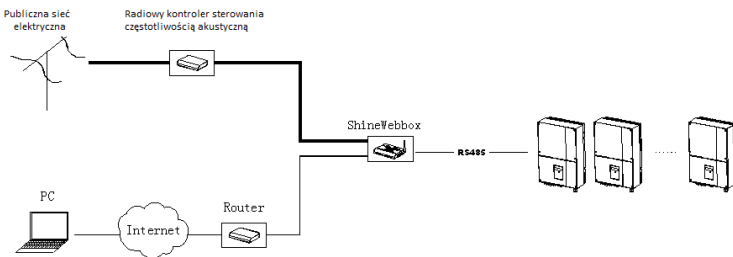 Publiczna sieć
elektryczna
Radiowy kontroler sterowania
częstotliwością akustyczną
ShineWebbox
RS485
PC
Internet
Router